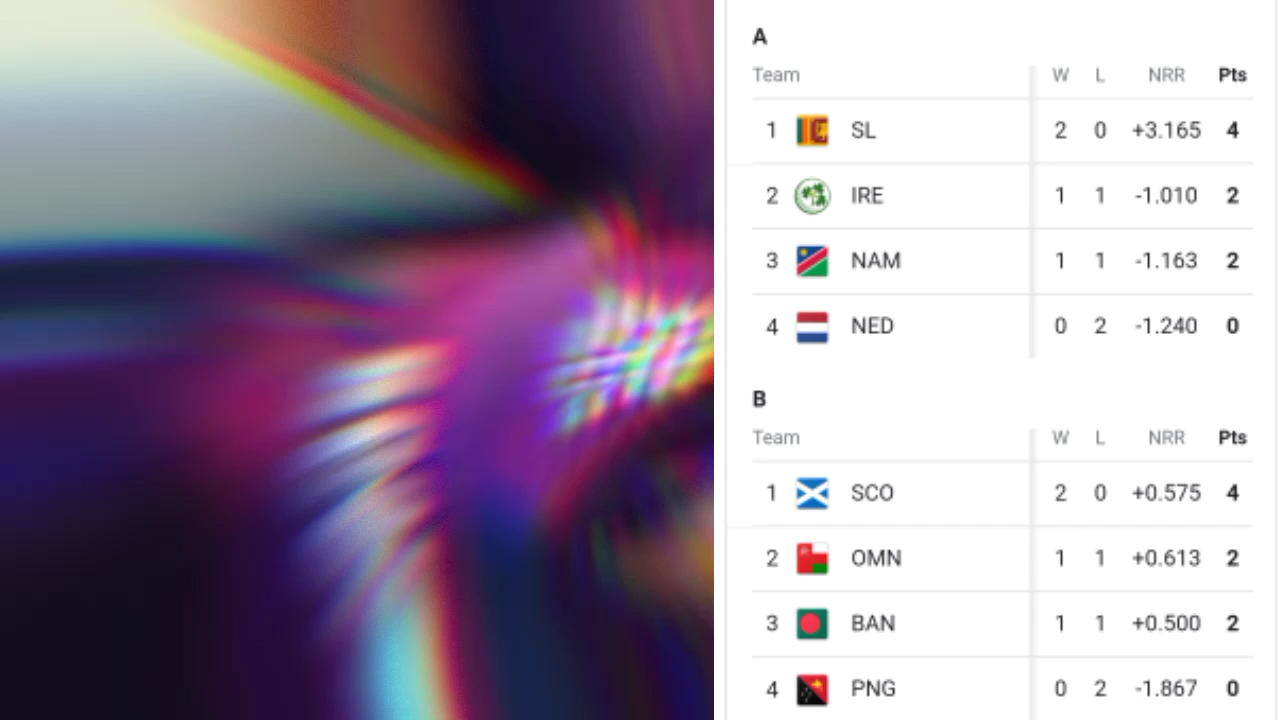 A
Team W L NRR Pts
1 SL 2 0 +3.165 4
2 IRE 1 1 -1.010 2
3 NAM 1 1 -1.163 2
4 NED 0 2 -1.240 0
B
Team W L NRR Pts
1 SCO 2 0 +0.575 4
2 OMN 1 1 +0.613 2
3 BAN 1 1 +0.500 2
4 PNG 0 2 -1.867 0